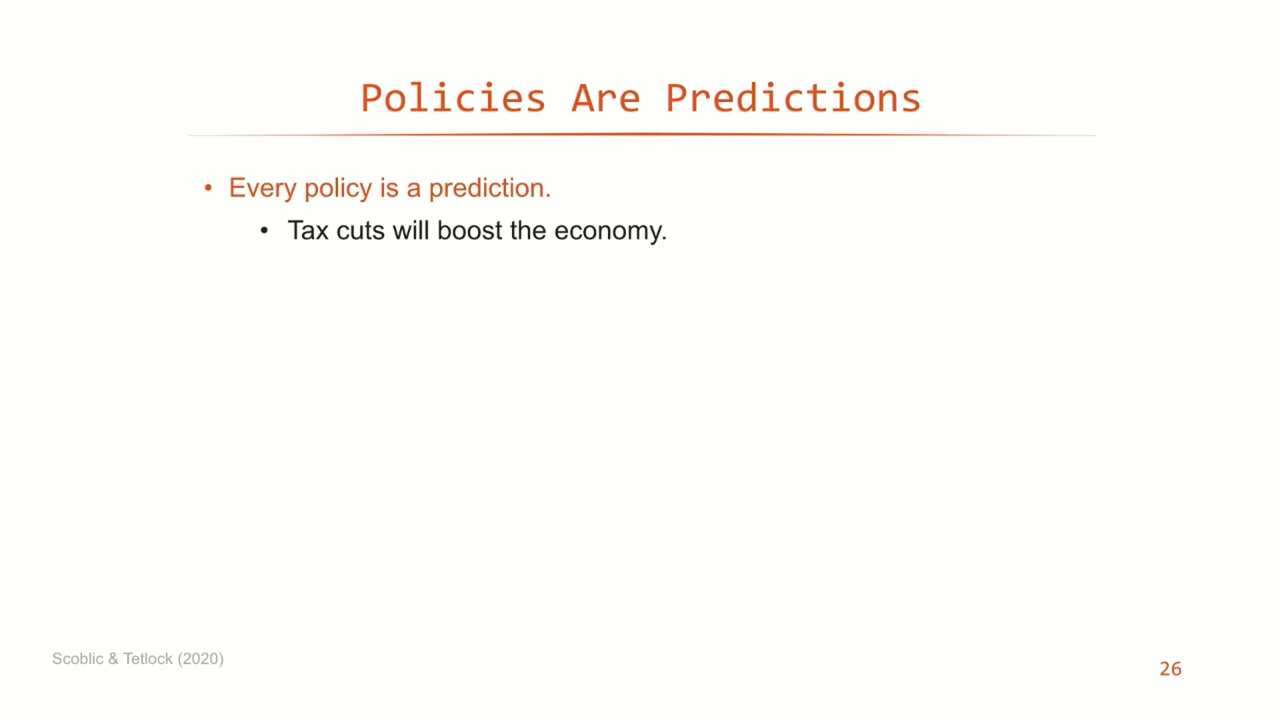 Policies Are Predictions
• Every policy is a prediction.
• Tax cuts will boost the economy.
Scoblic & Tetlock (2020)
26